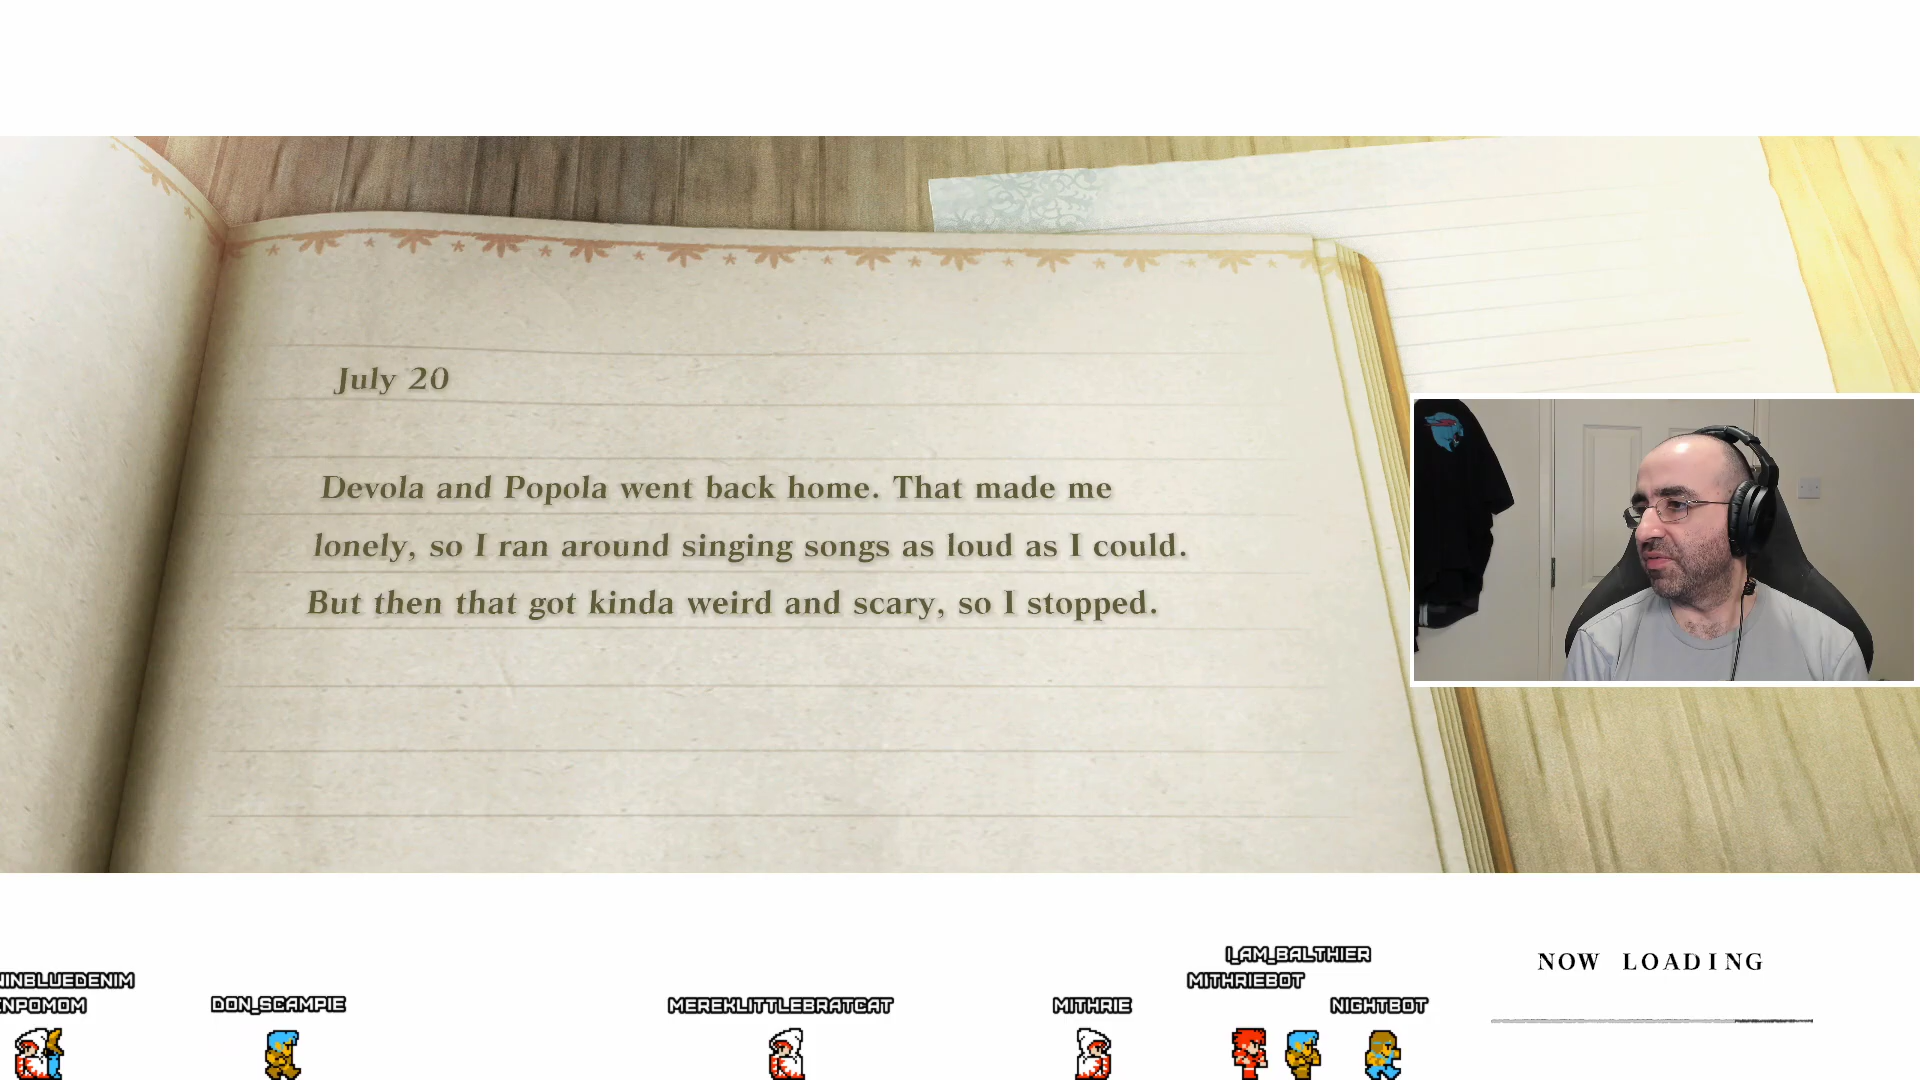 July 20
Devola and Popola went back home. That made me
lonely, so I ran around singing songs as loud as I could.
But then that got kinda weird and scary, so I stopped.
I_AM_BALTHIER
NOW LOADING
MITHRIEBOT
DON_SCAMPIE
MEREKLITTLEBRATCAT
MITHRIE
NIGHTBOT